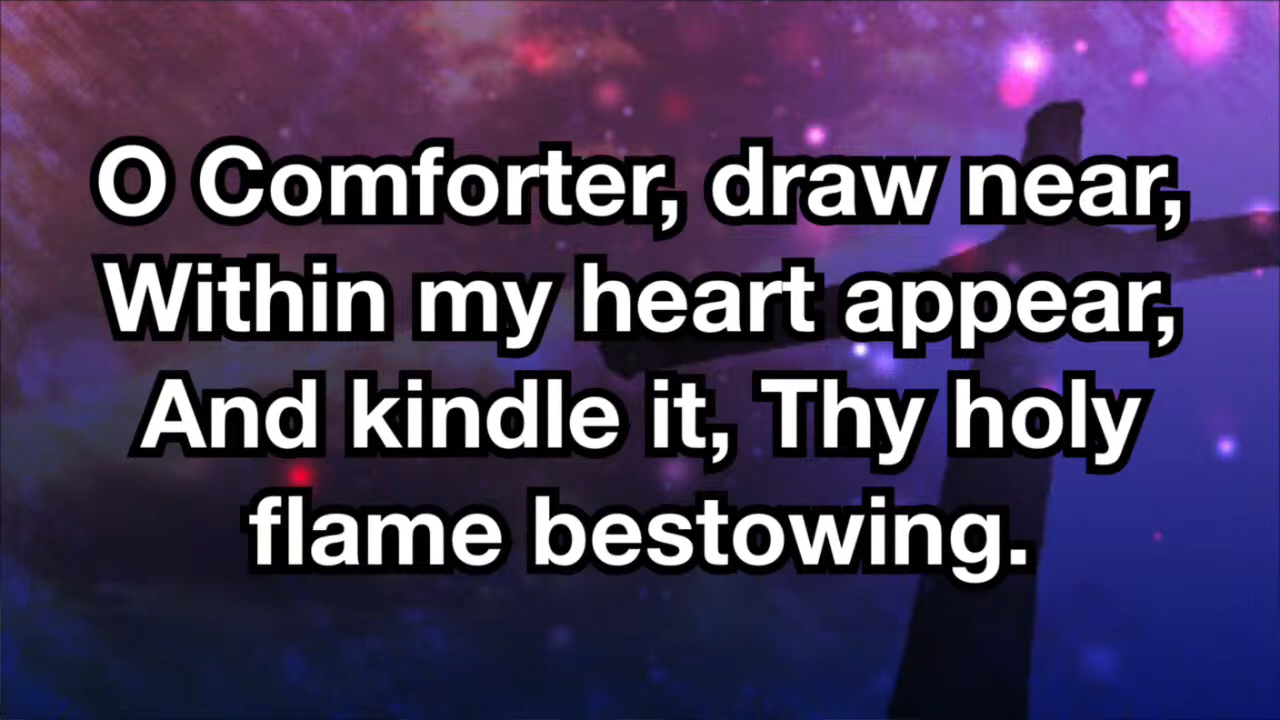 O Comforter, draw near,
Within my heart appear,
And kindle it, Thy holy
flame bestowing.